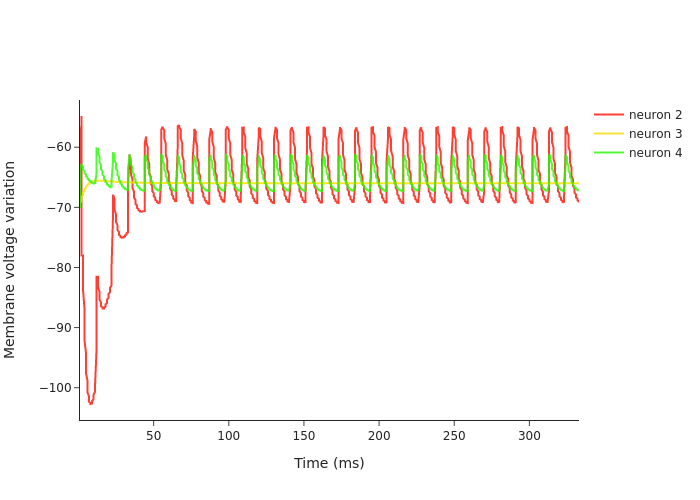 neuron 2
neuron 3
neuron 4
Membrane voltage variation
−60
−70
−80
−90
−100
50
100
150
200
250
300
Time (ms)